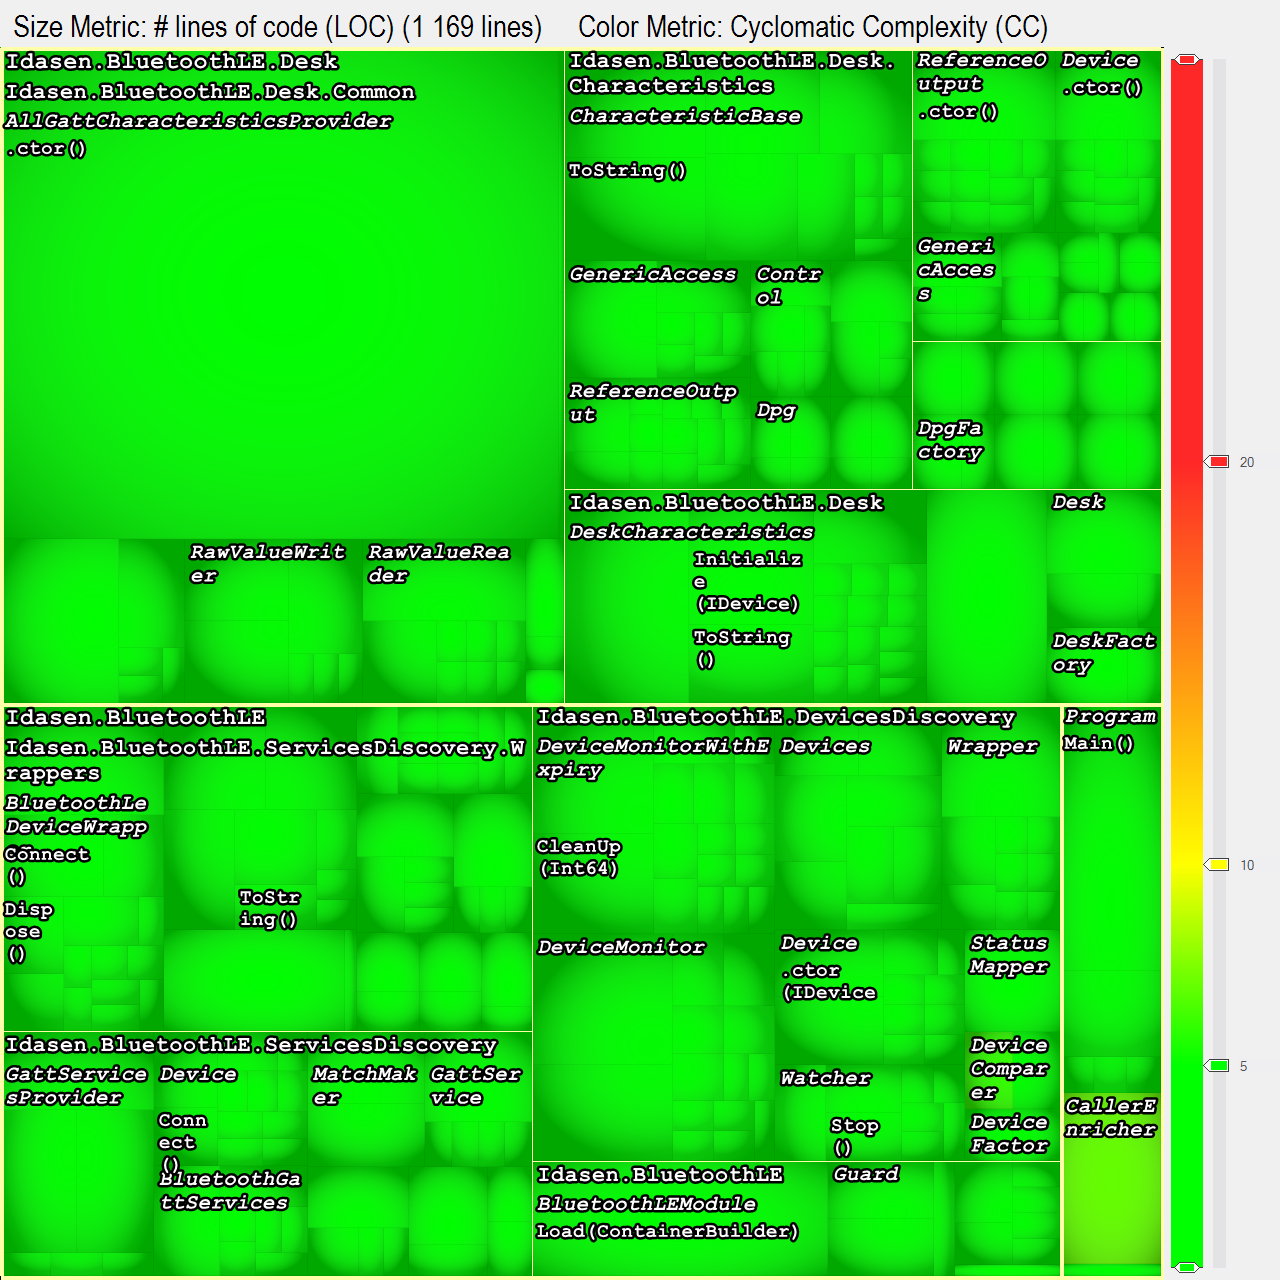 Size Metric: # lines of code (LOC) (1 169 lines)
Color Metric: Cyclomatic Complexity (CC)
Idasen.BluetoothLE.Desk
Idasen.BluetoothLE.Desk.Common
AllGattCharacteristicsProvider
.ctor()
RawValueWrit
er
RawValueRea
der
Idasen.BluetoothLE.Desk.
Characteristics
CharacteristicBase
ToString()
GenericAccess
Contr
ol
ReferenceOutp
ut
Dpg
ReferenceO
utput
.ctor()
Device
.ctor()
Generi
cAcces
s
DpgFa
ctory
Idasen.BluetoothLE.Desk
DeskCharacteristics
Initializ
e
(IDevice)
ToString
()
Desk
DeskFact
ory
Idasen.BluetoothLE
Idasen.BluetoothLE.ServicesDiscovery.W
rappers
BluetoothLe
DeviceWrapp
Connect
()
Disp
ose
()
ToStr
ing()
Idasen.BluetoothLE.ServicesDiscovery
GattService
sProvider
Device
Conn
ect
()
BluetoothGa
ttServices
MatchMak
er
GattSer
vice
Idasen.BluetoothLE.DevicesDiscovery
DeviceMonitorWithE
xpiry
CleanUp
(Int64)
Devices
Wrapper
DeviceMonitor
Device
.ctor
(IDevice
Status
Mapper
Watcher
Stop
()
Device
Compar
er
Device
Factor
Idasen.BluetoothLE
BluetoothLEModule
Load(ContainerBuilder)
Guard
Program
Main()
CallerE
nricher
20
10
5